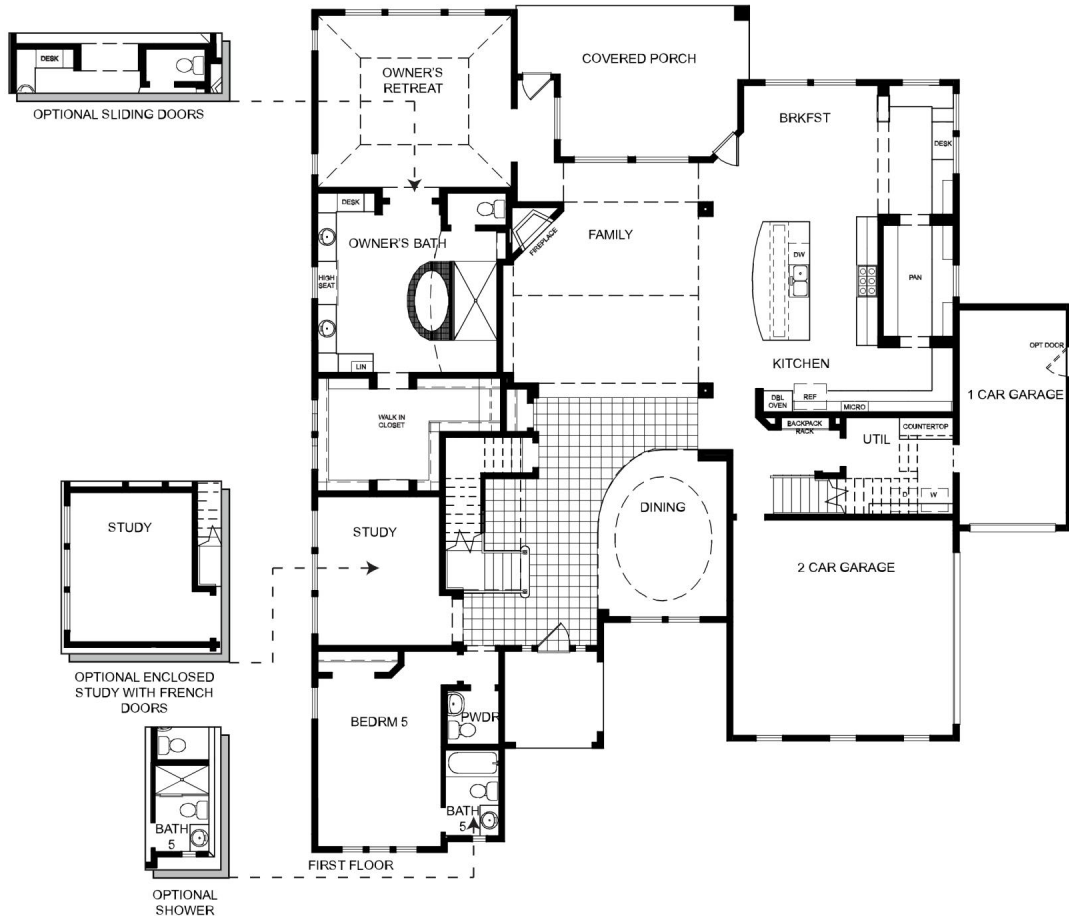 DESK
OPTIONAL SLIDING DOORS
OWNER'S
RETREAT
COVERED PORCH
BRKFST
DESK
DESK
OWNER'S BATH
HIGH
SEAT
LIN
FIREPLACE
FAMILY
DW
PAN
KITCHEN
DBL
OVEN
REF
MICRO
OPT DOOR
1 CAR GARAGE
WALK IN
CLOSET
BACKPACK
RACK
UTIL
COUNTERTOP
D
W
STUDY
OPTIONAL ENCLOSED
STUDY WITH FRENCH
DOORS
STUDY
DINING
2 CAR GARAGE
BEDRM 5
PWDR
BATH
5
FIRST FLOOR
BATH
5
OPTIONAL
SHOWER